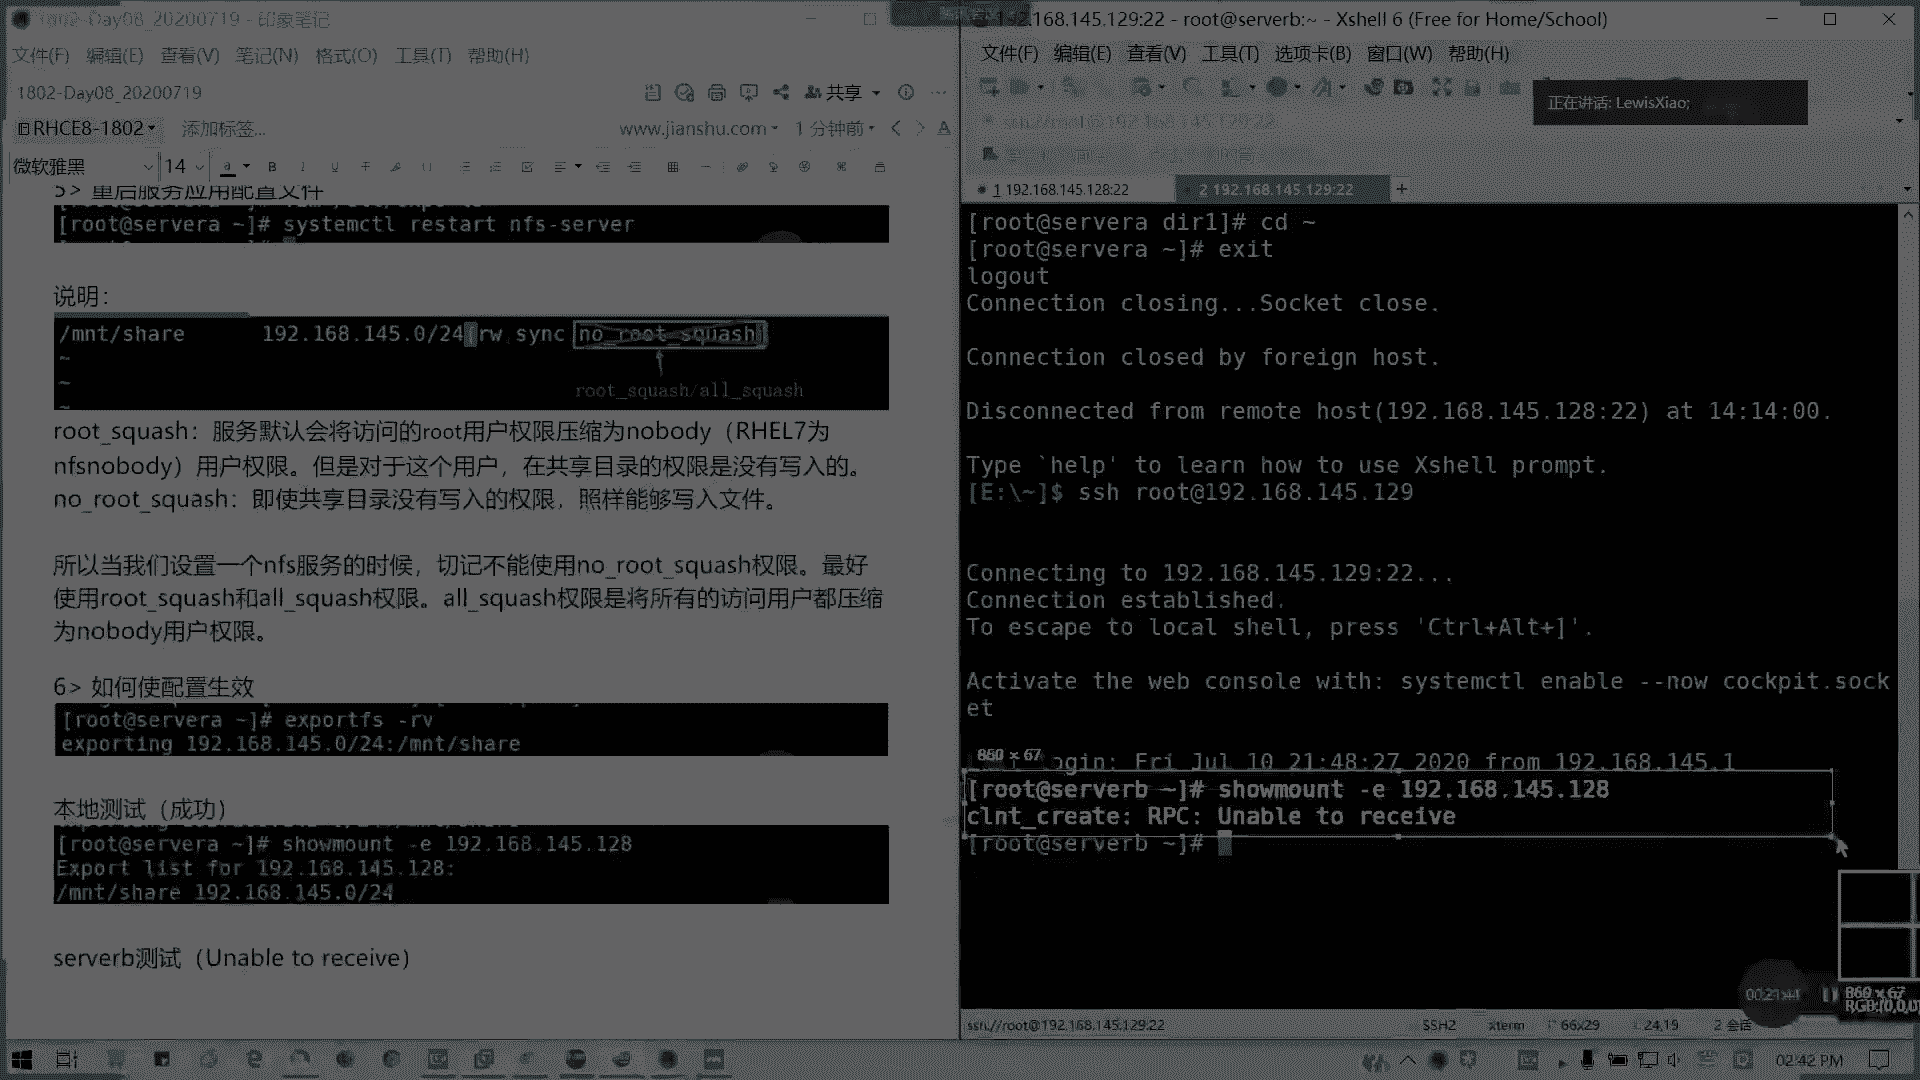 1802-Day08_20200719 - 印象笔记
文件(F) 编辑(E) 查看(V) 笔记(N) 格式(O) 工具(T) 帮助(H)
1802-Day08_20200719
共享
RHCE8-1802 添加标签...
www.jianshu.com 1 分钟前
微软雅黑 14
5> 重启服务应用配置文件
[root@servera ~]# systemctl restart nfs-server
说明:
/mnt/share 192.168.145.0/24(rw,sync,no_root_squash)
~
~
root_squash/all_squash
~
root_squash：服务默认会将访问的root用户权限压缩为nobody（RHEL7为
nfsnobody）用户权限。但是对于这个用户，在共享目录的权限是没有写入的。
no_root_squash：即使共享目录没有写入的权限，照样能够写入文件。
所以当我们设置一个nfs服务的时候，切记不能使用no_root_squash权限。最好
使用root_squash和all_squash权限。all_squash权限是将所有的访问用户都压缩
为nobody用户权限。
6> 如何使配置生效
[root@servera ~]# exportfs -rv
exporting 192.168.145.0/24:/mnt/share
本地测试（成功）
[root@servera ~]# showmount -e 192.168.145.128
Export list for 192.168.145.128:
/mnt/share 192.168.145.0/24
serverb测试（Unable to receive）
192.168.145.129:22 - root@serverb:~ - Xshell 6 (Free for Home/School)
文件(F) 编辑(E) 查看(V) 工具(T) 选项卡(B) 窗口(W) 帮助(H)
正在讲话: LewisXiao;
ssh://root@192.168.145.129:22
1 192.168.145.128:22 2 192.168.145.129:22 +
[root@servera dir1]# cd ~
[root@servera ~]# exit
logout
Connection closing...Socket close.
Connection closed by foreign host.
Disconnected from remote host(192.168.145.128:22) at 14:14:00.
Type `help' to learn how to use Xshell prompt.
[E:\~]$ ssh root@192.168.145.129
Connecting to 192.168.145.129:22...
Connection established.
To escape to local shell, press 'Ctrl+Alt+]'.
Activate the web console with: systemctl enable --now cockpit.sock
et
860 × 67
login: Fri Jul 10 21:48:27 2020 from 192.168.145.1
[root@serverb ~]# showmount -e 192.168.145.128
clnt_create: RPC: Unable to receive
[root@serverb ~]#
00:21:44
860 × 67
ssh://root@192.168.145.129:22 SSH2 xterm 66x29 24,19 2 会话
02:42 PM